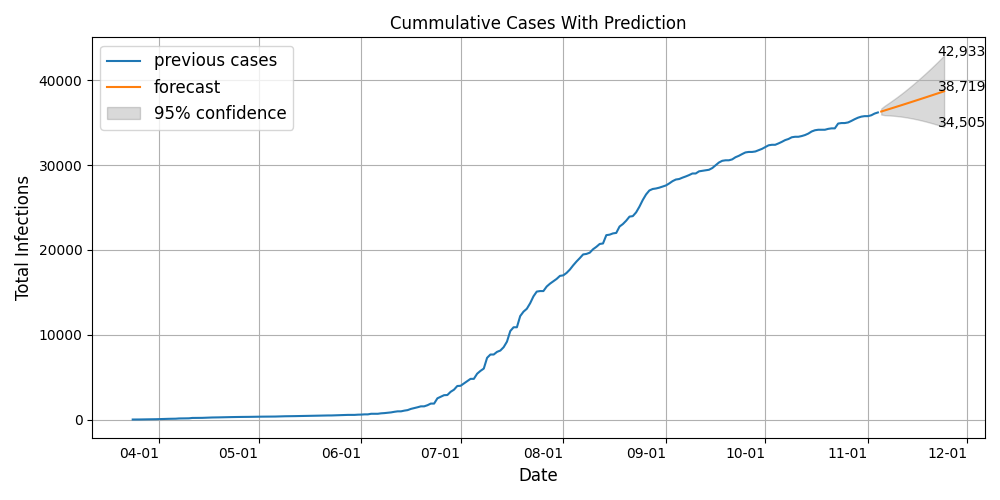 Cummulative Cases With Prediction
previous cases
forecast
95% confidence
42,933
38,719
34,505
40000
30000
20000
10000
0
Total Infections
04-01
05-01
06-01
07-01
08-01
09-01
10-01
11-01
12-01
Date